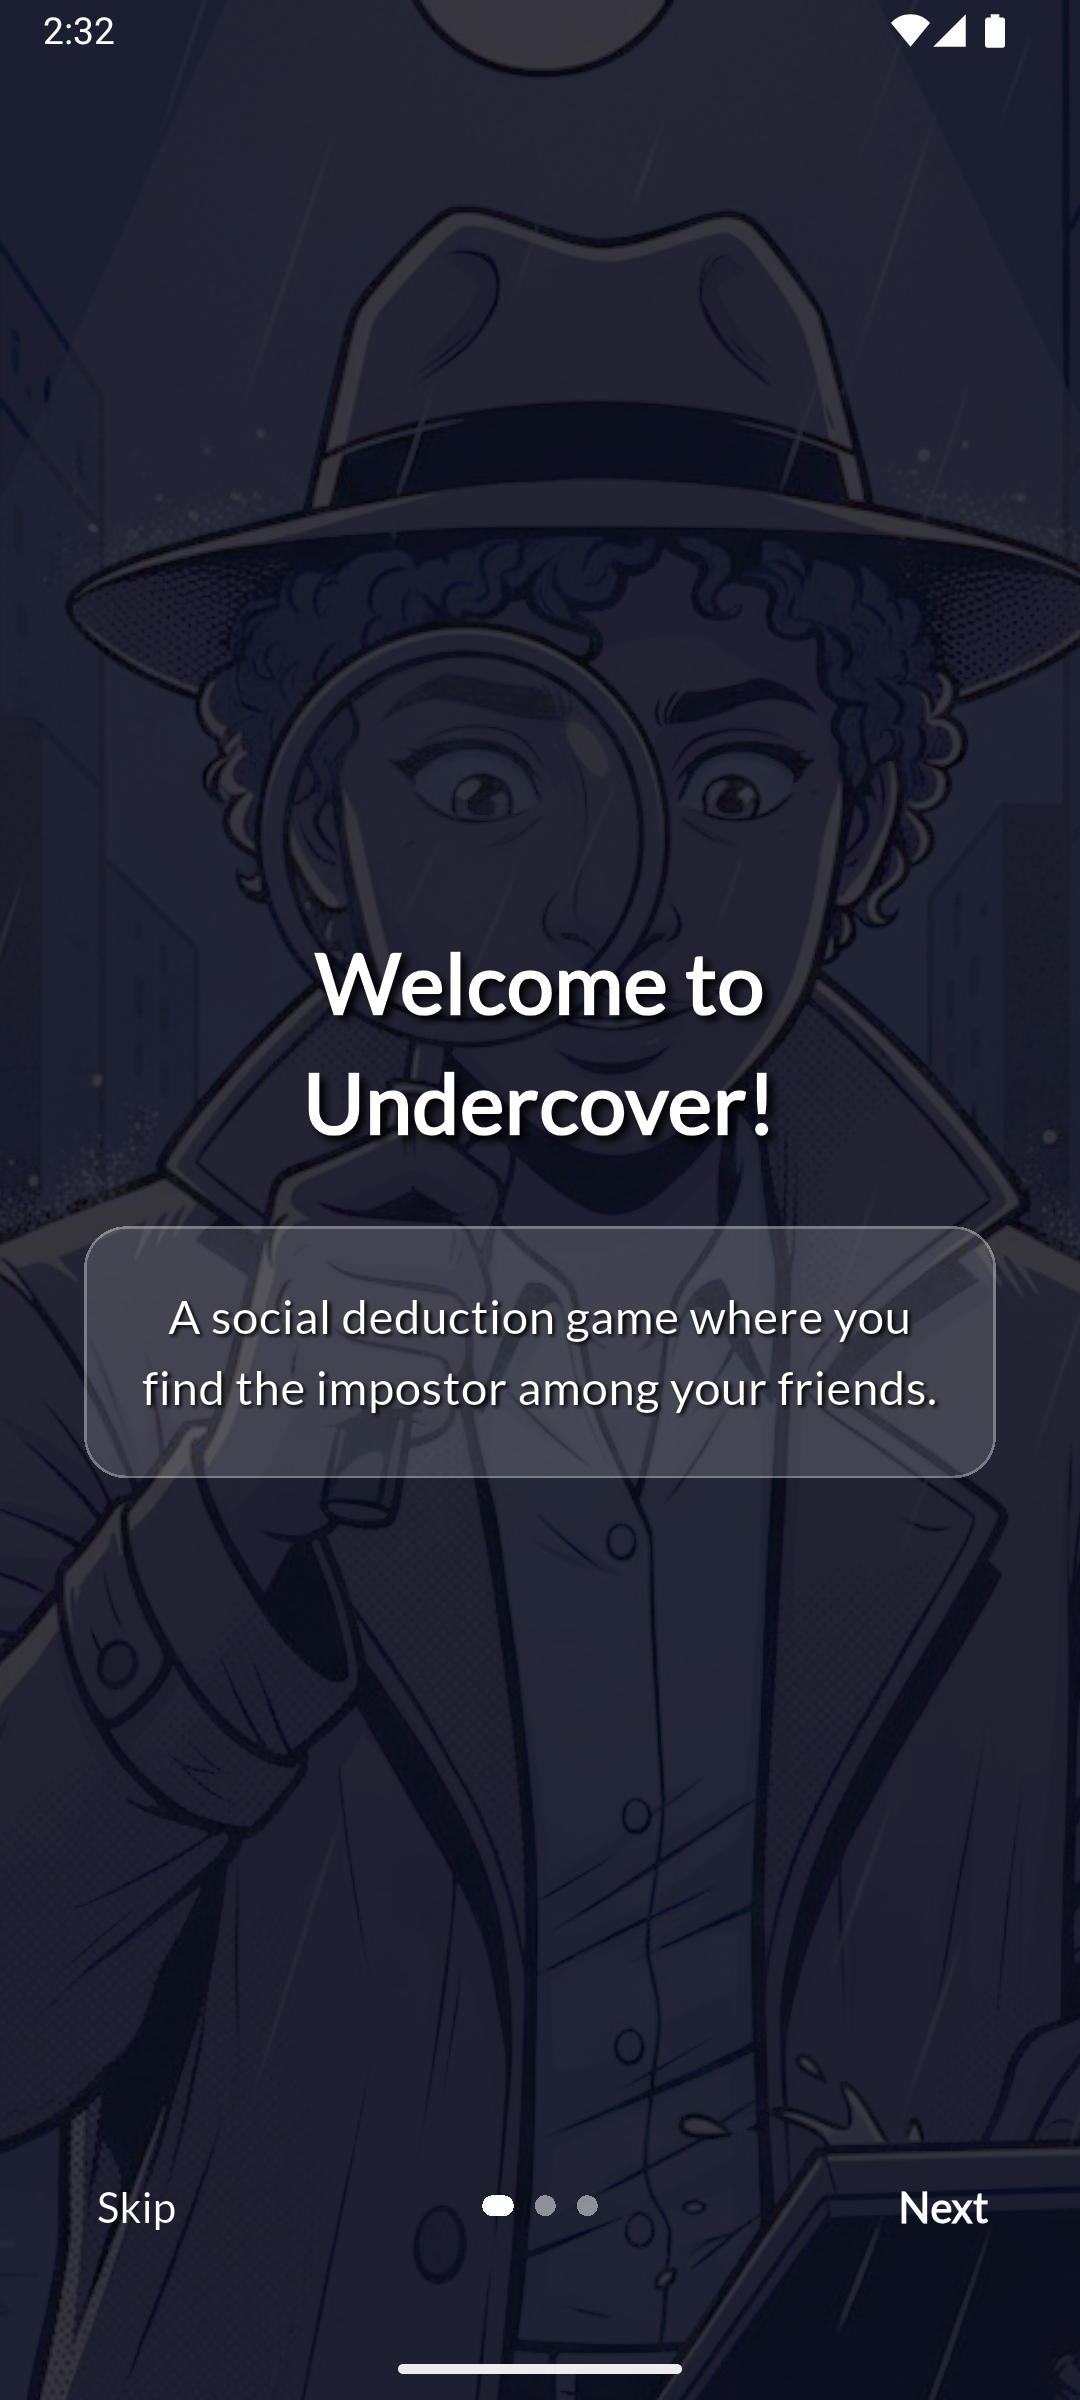 2:32
Welcome to
Undercover!
A social deduction game where you
find the impostor among your friends.
Skip
Next